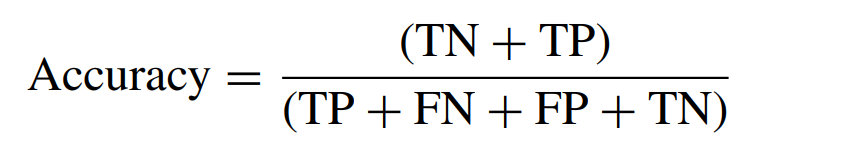 (TN + TP)
Accuracy =
(TP + FN + FP + TN)